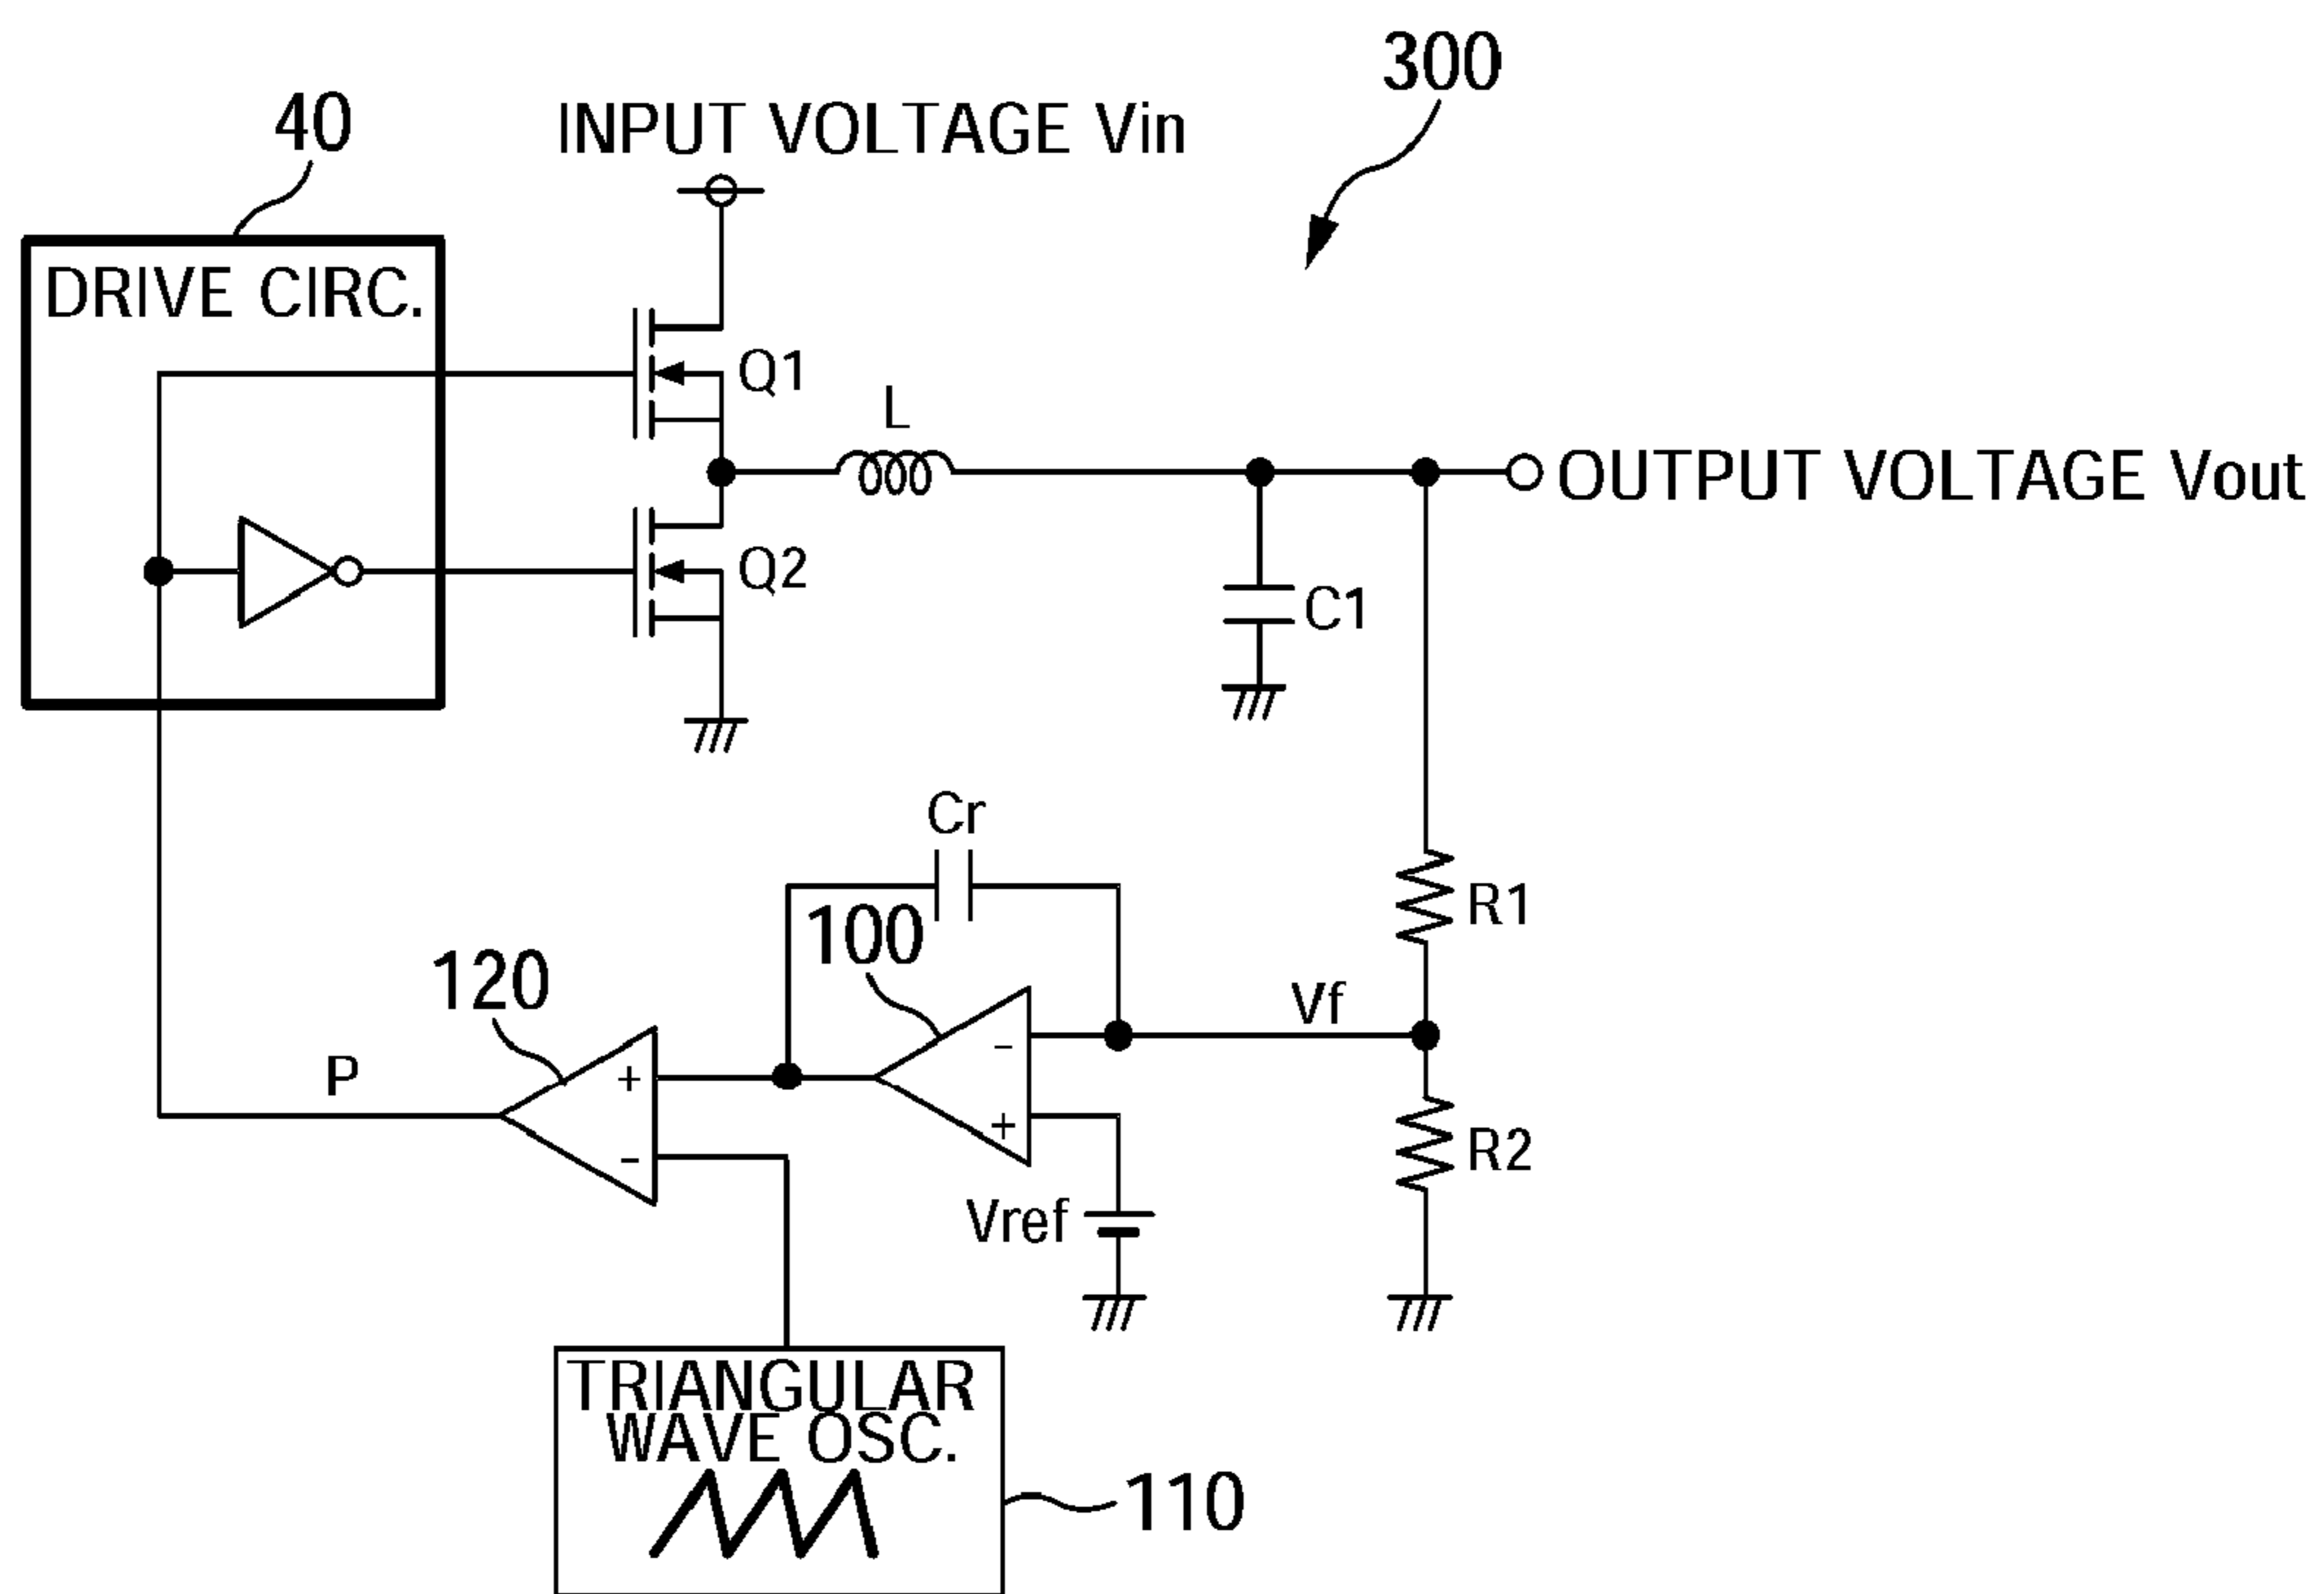 300
40
INPUT VOLTAGE Vin
DRIVE CIRC.
Q1
L
OUTPUT VOLTAGE Vout
Q2
C1
Cr
R1
100
120
Vf
-
P
+
+
-
R2
Vref
TRIANGULAR
WAVE OSC.
110